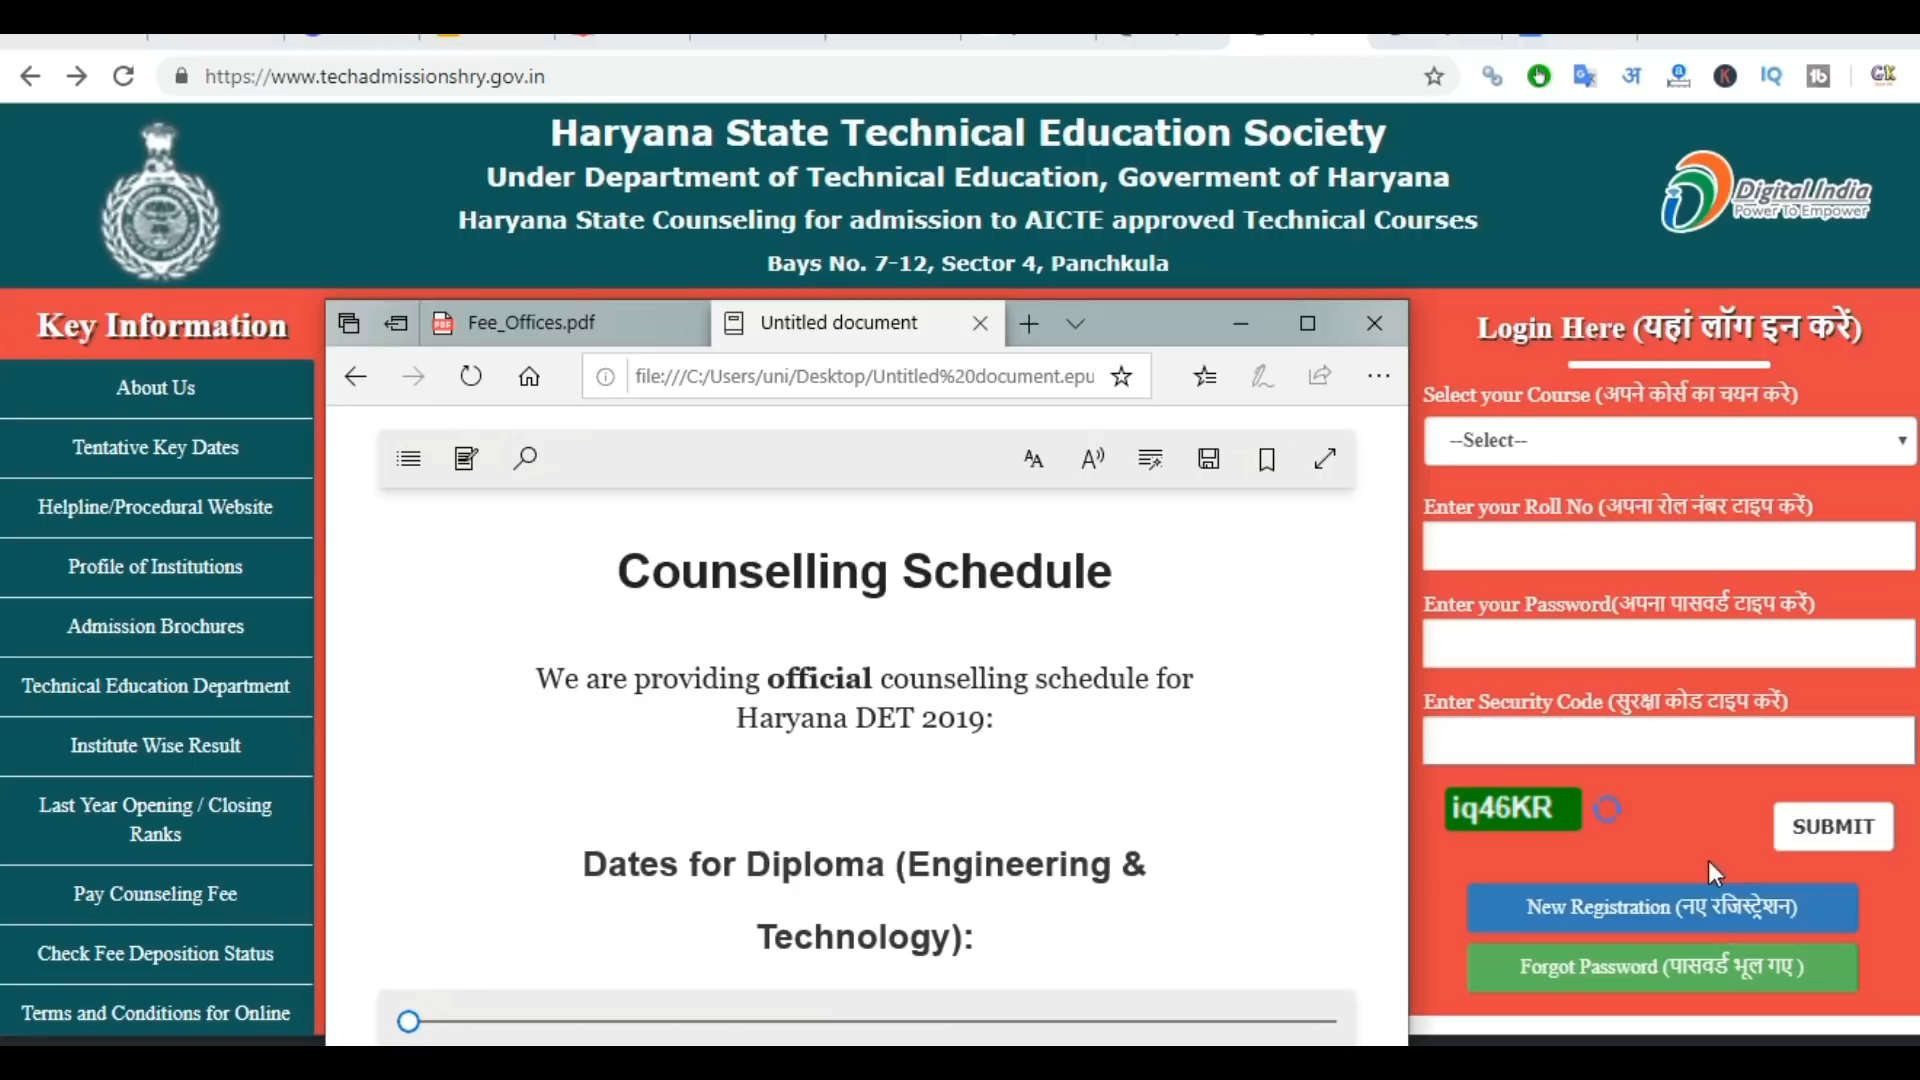 https://www.techadmissionshry.gov.in
IQ
GK
Haryana State Technical Education Society
Under Department of Technical Education, Goverment of Haryana
Haryana State Counseling for admission to AICTE approved Technical Courses
Bays No. 7-12, Sector 4, Panchkula
Digital India
Power To Empower
Key Information
About Us
Tentative Key Dates
Helpline/Procedural Website
Profile of Institutions
Admission Brochures
Technical Education Department
Institute Wise Result
Last Year Opening / Closing
Ranks
Pay Counseling Fee
Check Fee Deposition Status
Terms and Conditions for Online
Fee_Offices.pdf
Untitled document
file:///C:/Users/uni/Desktop/Untitled%20document.epu
Counselling Schedule
We are providing official counselling schedule for
Haryana DET 2019:
Dates for Diploma (Engineering &
Technology):
Login Here (यहां लॉग इन करें)
Select your Course (अपने कोर्स का चयन करे)
--Select--
Enter your Roll No (अपना रोल नंबर टाइप करें)
Enter your Password(अपना पासवर्ड टाइप करें)
Enter Security Code (सुरक्षा कोड टाइप करें)
iq46KR
SUBMIT
New Registration (नए रजिस्ट्रेशन)
Forgot Password (पासवर्ड भूल गए )